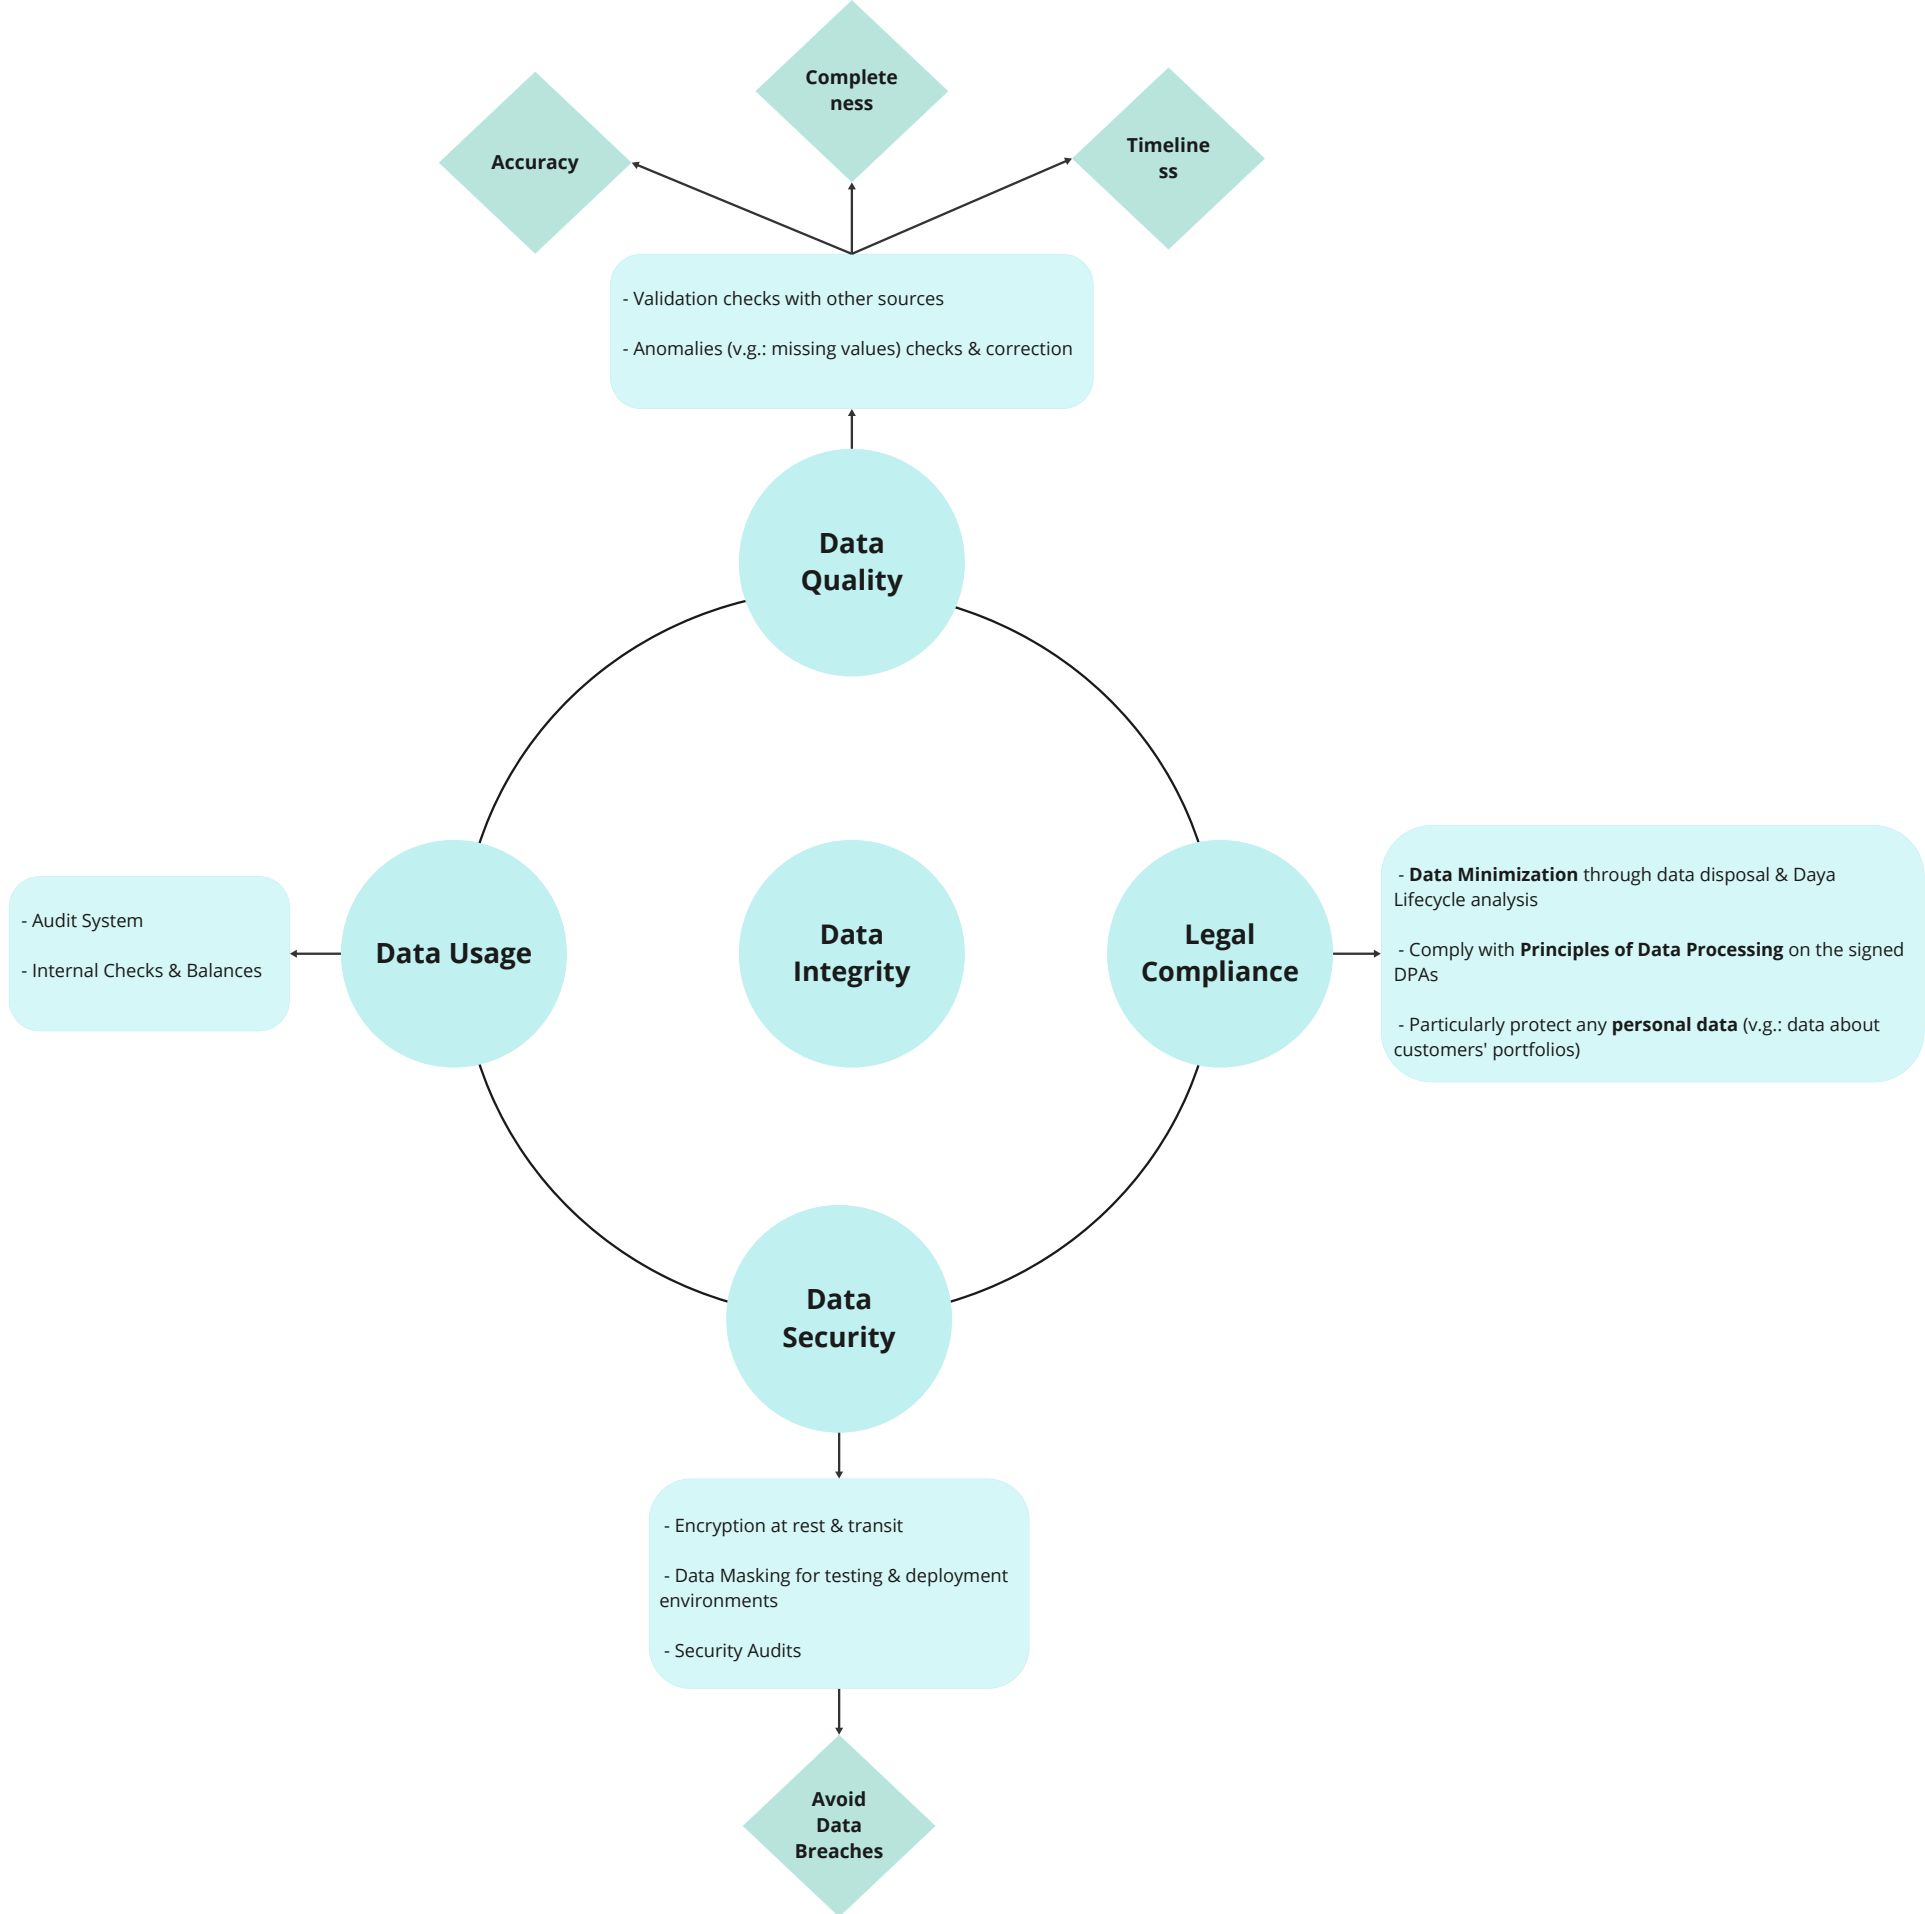 Complete
ness
Accuracy
Timeline
ss
- Validation checks with other sources
- Anomalies (v.g.: missing values) checks & correction
Data
Quality
- Audit System
- Internal Checks & Balances
Data Usage
Data
Integrity
Legal
Compliance
- Data Minimization through data disposal & Daya
Lifecycle analysis
- Comply with Principles of Data Processing on the signed
DPAs
- Particularly protect any personal data (v.g.: data about
customers' portfolios)
Data
Security
- Encryption at rest & transit
- Data Masking for testing & deployment
environments
- Security Audits
Avoid
Data
Breaches